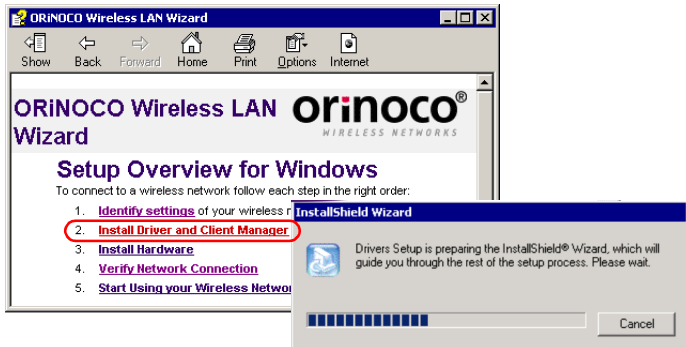 ORiNOCO Wireless LAN Wizard
Show Back Forward Home Print Options Internet
ORiNOCO Wireless LAN
Wizard
orinoco®
WIRELESS NETWORKS
Setup Overview for Windows
To connect to a wireless network follow each step in the right order:
1. Identify settings of your wireless
2. Install Driver and Client Manager
3. Install Hardware
4. Verify Network Connection
5. Start Using your Wireless
InstallShield Wizard
Drivers Setup is preparing the InstallShield® Wizard, which will
guide you through the rest of the setup process. Please wait.
Cancel